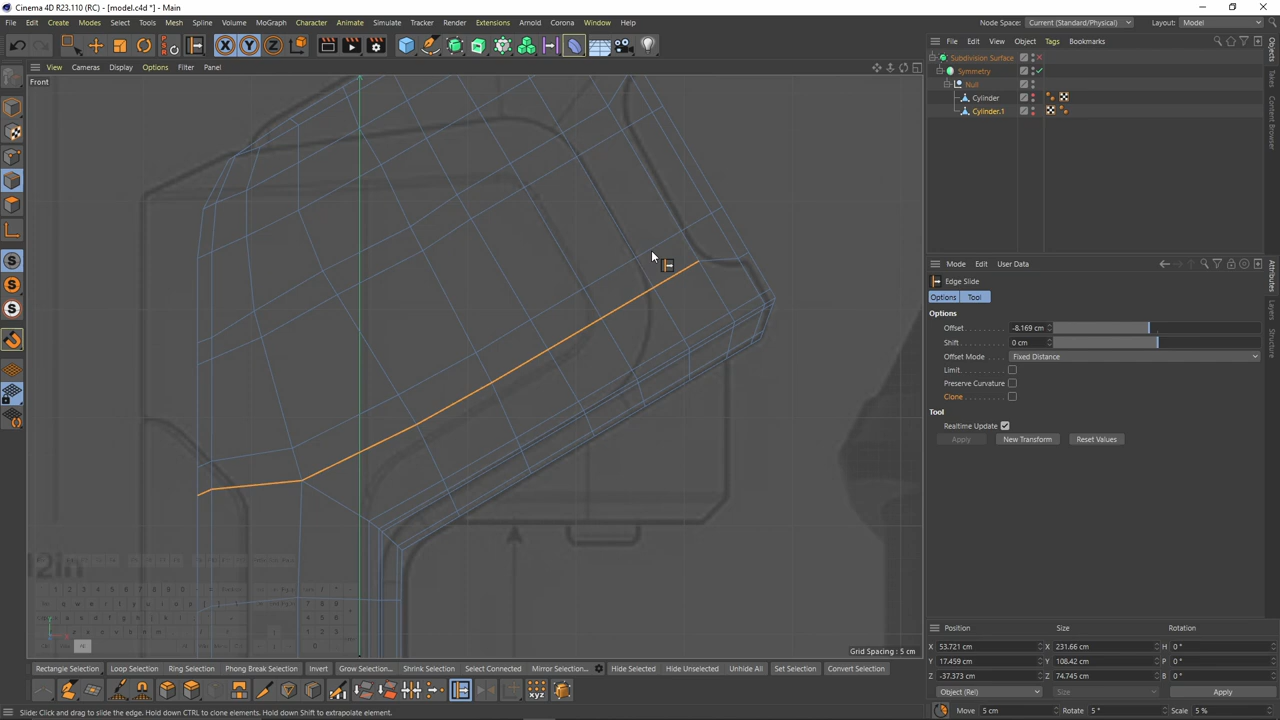 Cinema 4D R23.110 (RC) - [model.c4d *] - Main
File Edit Create Modes Select Tools Mesh Spline Volume MoGraph Character Animate Simulate Tracker Render Extensions Arnold Corona Window Help
Node Space: Current (Standard/Physical) Layout: Model
View Cameras Display Options Filter Panel
Front
File Edit View Object Tags Bookmarks
Subdivision Surface
Symmetry
Null
Cylinder
Cylinder.1
Objects
Takes
Content Browser
Mode Edit User Data
Edge Slide
Options Tool
Options
Offset -8.169 cm
Shift 0 cm
Offset Mode Fixed Distance
Limit
Preserve Curvature
Clone
Tool
Realtime Update
Apply New Transform Reset Values
Attributes
Layers
Structure
12in
Grid Spacing : 5 cm
Position Size Rotation
X 53.721 cm X 231.66 cm H 0 °
Y 17.459 cm Y 108.42 cm P 0 °
Z -37.373 cm Z 74.745 cm B 0 °
Object (Rel) Size Apply
Move 5 cm Rotate 5 ° Scale 5 %
Rectangle Selection Loop Selection Ring Selection Phong Break Selection Invert Grow Selection... Shrink Selection Select Connected Mirror Selection... Hide Selected Hide Unselected Unhide All Set Selection Convert Selection
Slide: Click and drag to slide the edge. Hold down CTRL to clone elements. Hold down Shift to extrapolate element.